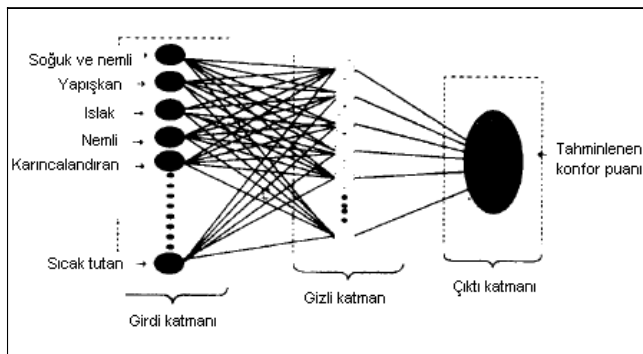 Soğuk ve nemli
Yapışkan
Islak
Nemli
Karıncalandıran
Sıcak tutan
Tahminlenen
konfor puanı
Girdi katmanı
Gizli katman
Çıktı katmanı